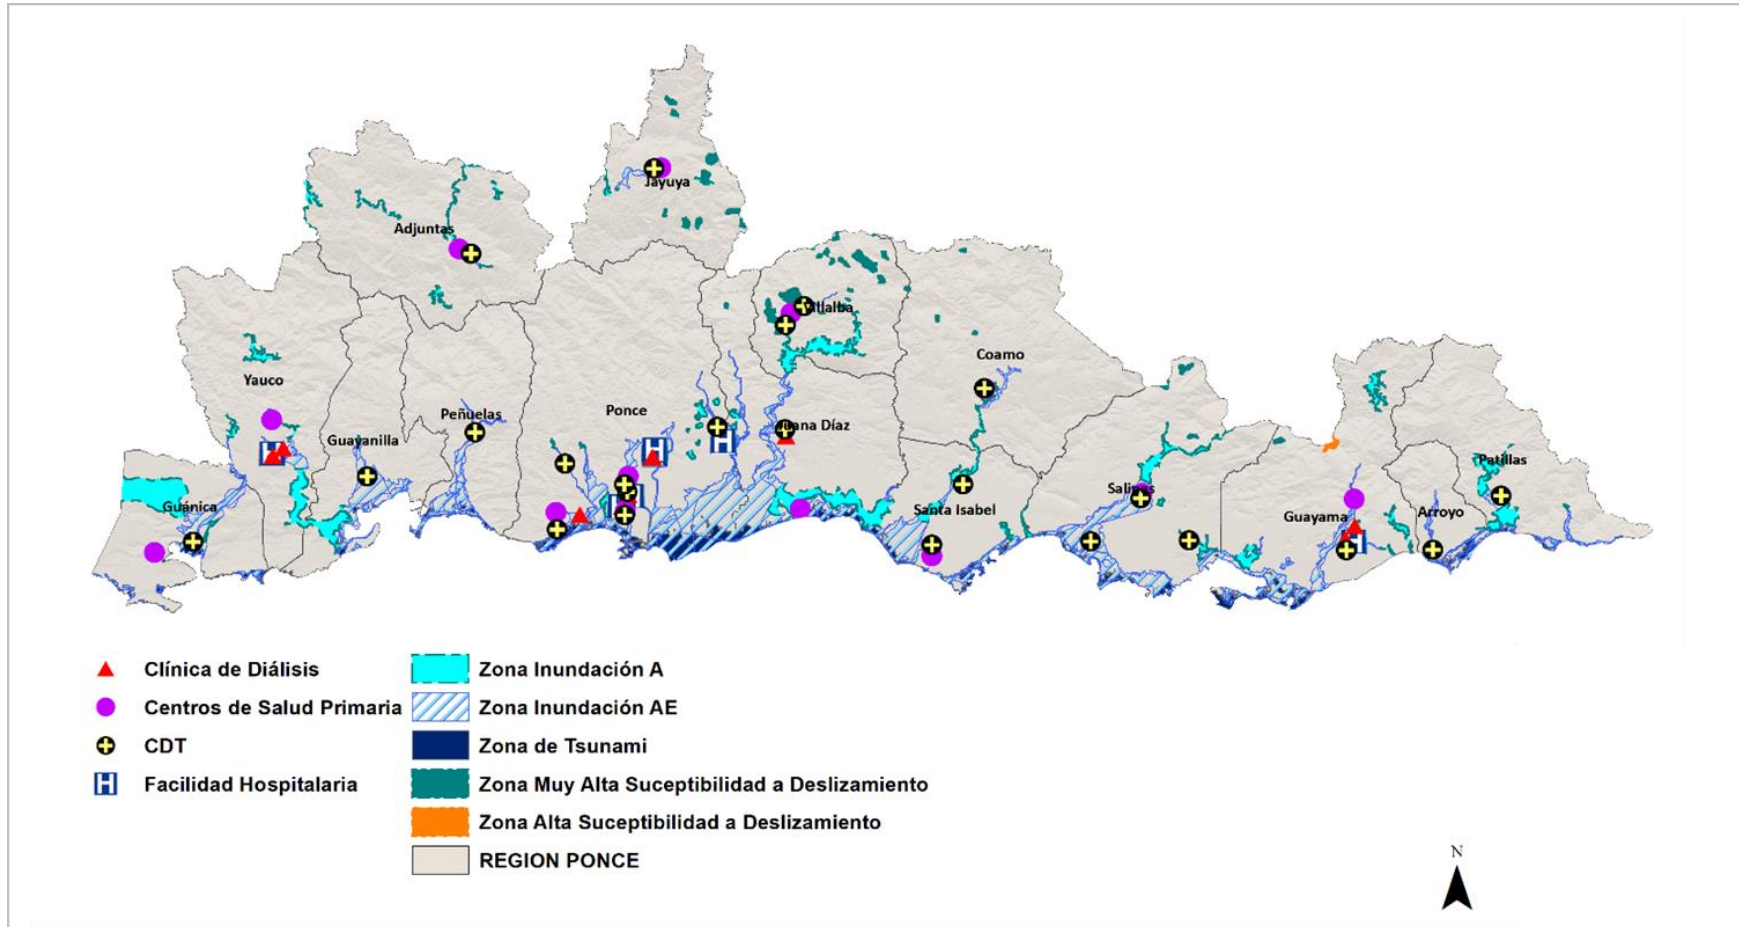 Jayuya
Adjuntas
Villalba
Coamo
Yauco
Peñuelas
Ponce
Guayanilla
Juana Díaz
Patillas
Salinas
Guánica
Santa Isabel
Guayama
Arroyo
Clínica de Diálisis
Centros de Salud Primaria
CDT
H Facilidad Hospitalaria
Zona Inundación A
Zona Inundación AE
Zona de Tsunami
Zona Muy Alta Suceptibilidad a Deslizamiento
Zona Alta Suceptibilidad a Deslizamiento
REGION PONCE
N